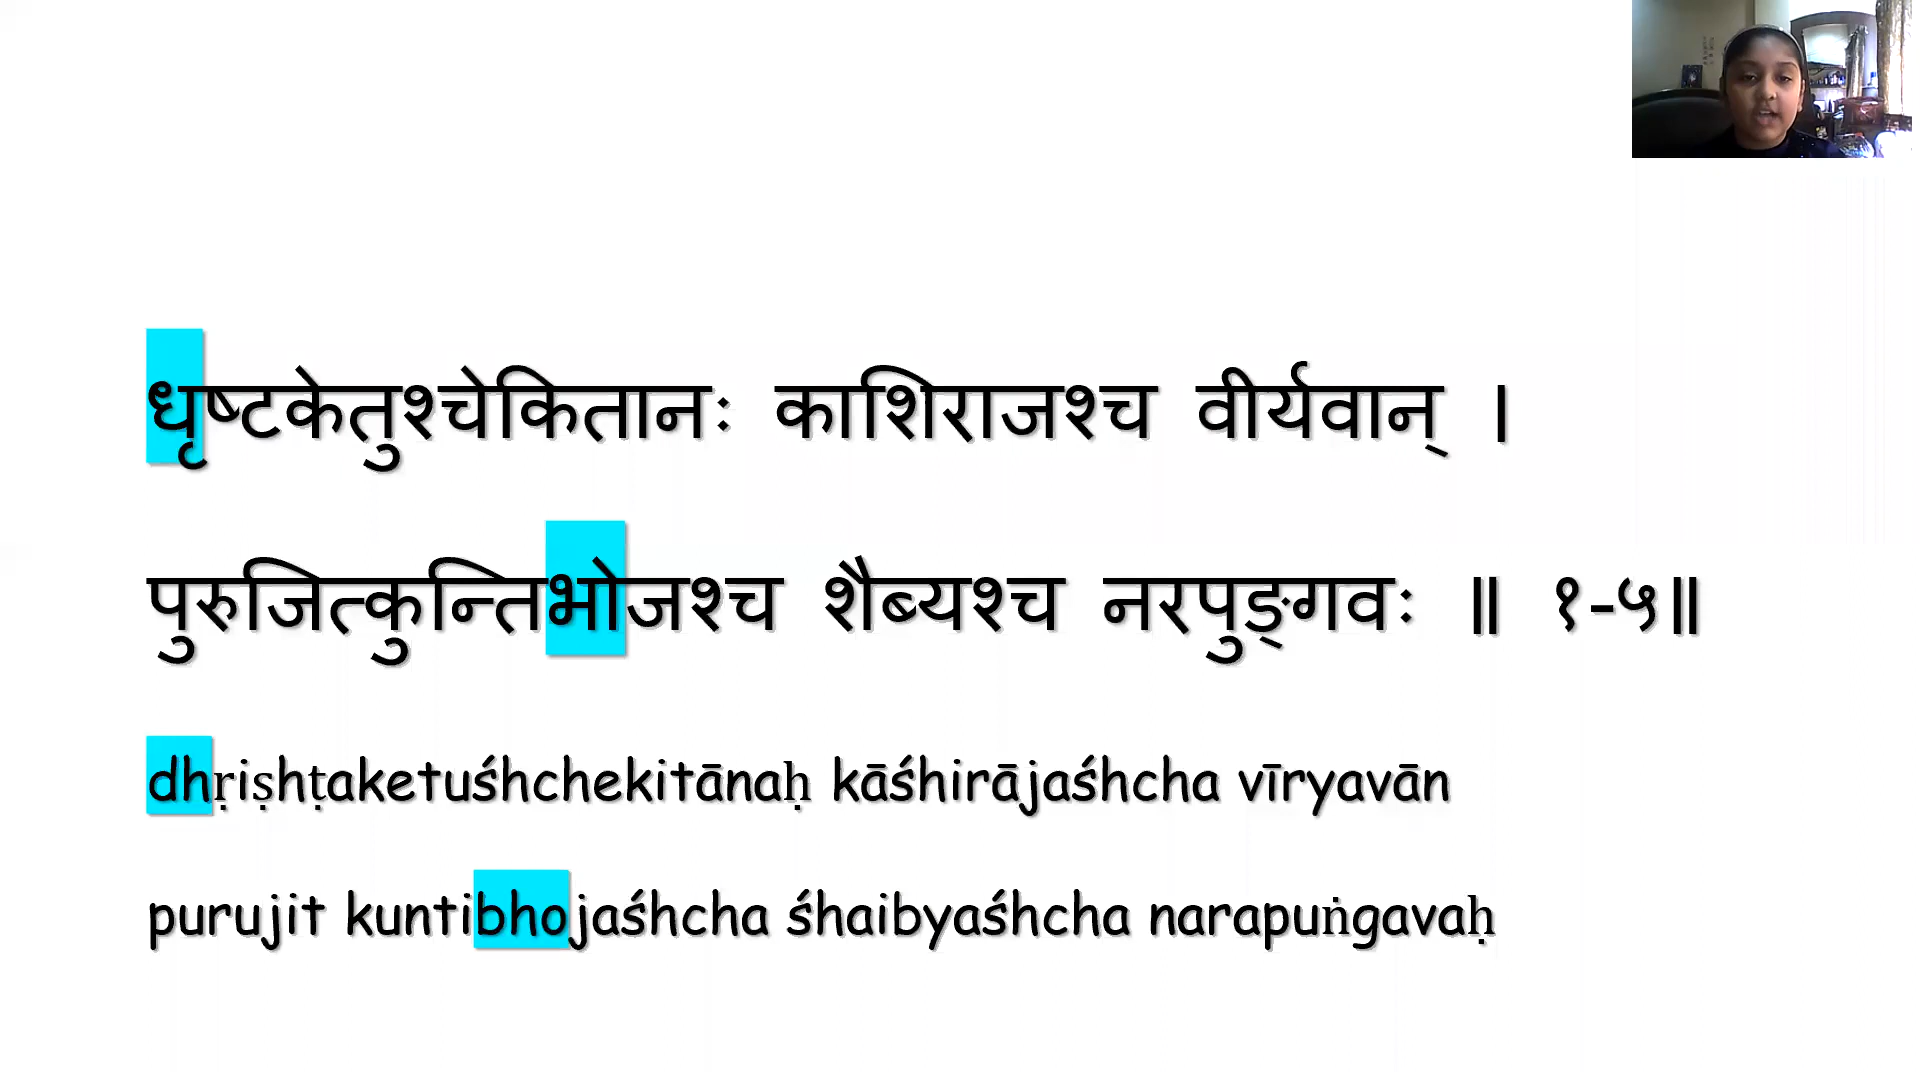 धृष्टकेतुश्चेकितानः काशिराजश्च वीर्यवान् ।
पुरुजित्कुन्तिभोजश्च शैब्यश्च नरपुङ्गवः ॥ १-५॥
dhṛiṣhṭaketuśhchekitānaḥ kāśhirājaśhcha vīryavān
purujit kuntibhojaśhcha śhaibyaśhcha narapuṅgavaḥ